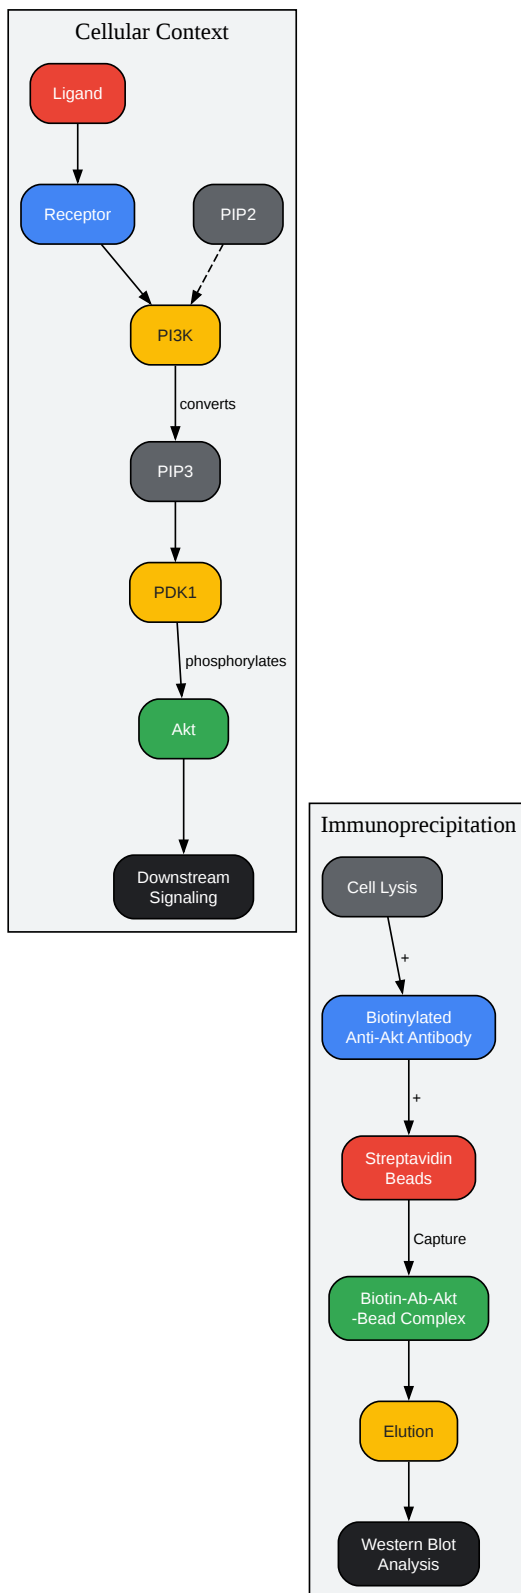 Cellular Context
Ligand
Receptor
PIP2
PI3K
converts
PIP3
PDK1
phosphorylates
Akt
Downstream
Signaling
Immunoprecipitation
Cell Lysis
+
Biotinylated
Anti-Akt Antibody
+
Streptavidin
Beads
Capture
Biotin-Ab-Akt
-Bead Complex
Elution
Western Blot
Analysis